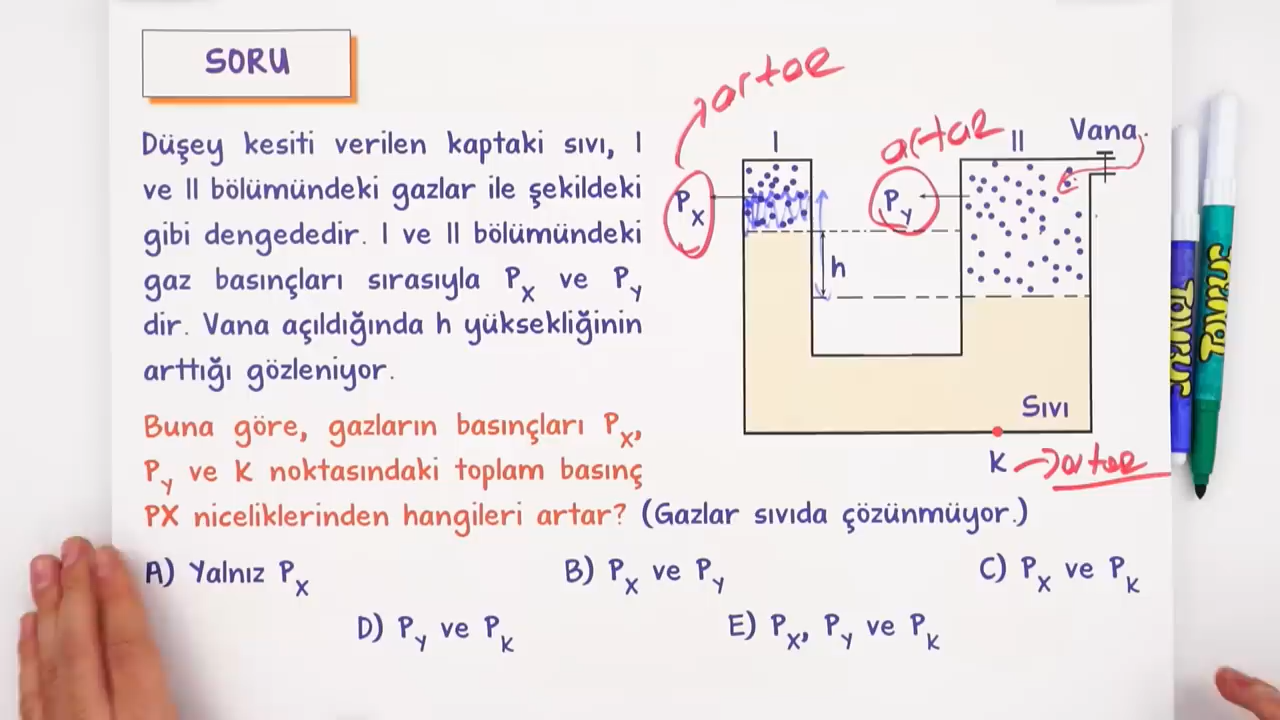 SORU
Düşey kesiti verilen kaptaki sıvı, I
ve II bölümündeki gazlar ile şekildeki
gibi dengededir. I ve II bölümündeki
gaz basınçları sırasıyla Px ve Py
dir. Vana açıldığında h yüksekliğinin
arttığı gözleniyor.
Buna göre, gazların basınçları Px,
Py ve K noktasındaki toplam basınç
PX niceliklerinden hangileri artar? (Gazlar sıvıda çözünmüyor.)
A) Yalnız Px
B) Px ve Py
C) Px ve PK
D) Py ve PK
E) Px, Py ve PK
artar
artar
I
II
Vana
Px
Py
h
Sıvı
K
artar